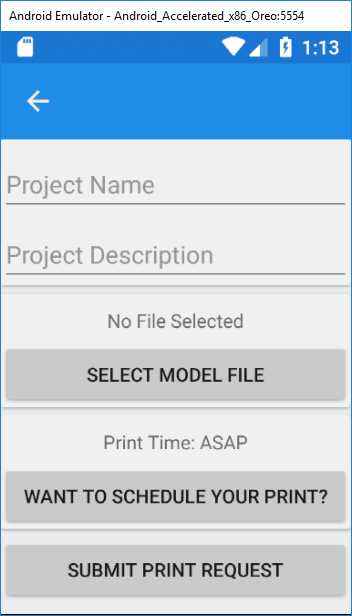 Android Emulator - Android_Accelerated_x86_Oreo:5554
1:13
Project Name
Project Description
No File Selected
SELECT MODEL FILE
Print Time: ASAP
WANT TO SCHEDULE YOUR PRINT?
SUBMIT PRINT REQUEST